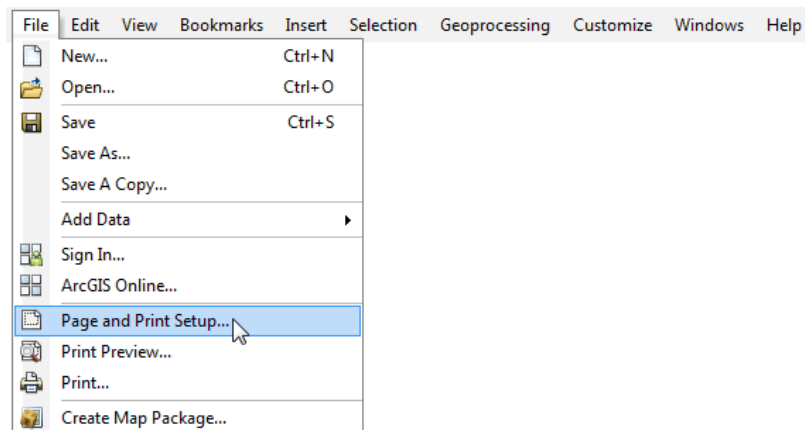 File Edit View Bookmarks Insert Selection Geoprocessing Customize Windows Help
New... Ctrl+N
Open... Ctrl+O
Save Ctrl+S
Save As...
Save A Copy...
Add Data
Sign In...
ArcGIS Online...
Page and Print Setup...
Print Preview...
Print...
Create Map Package...